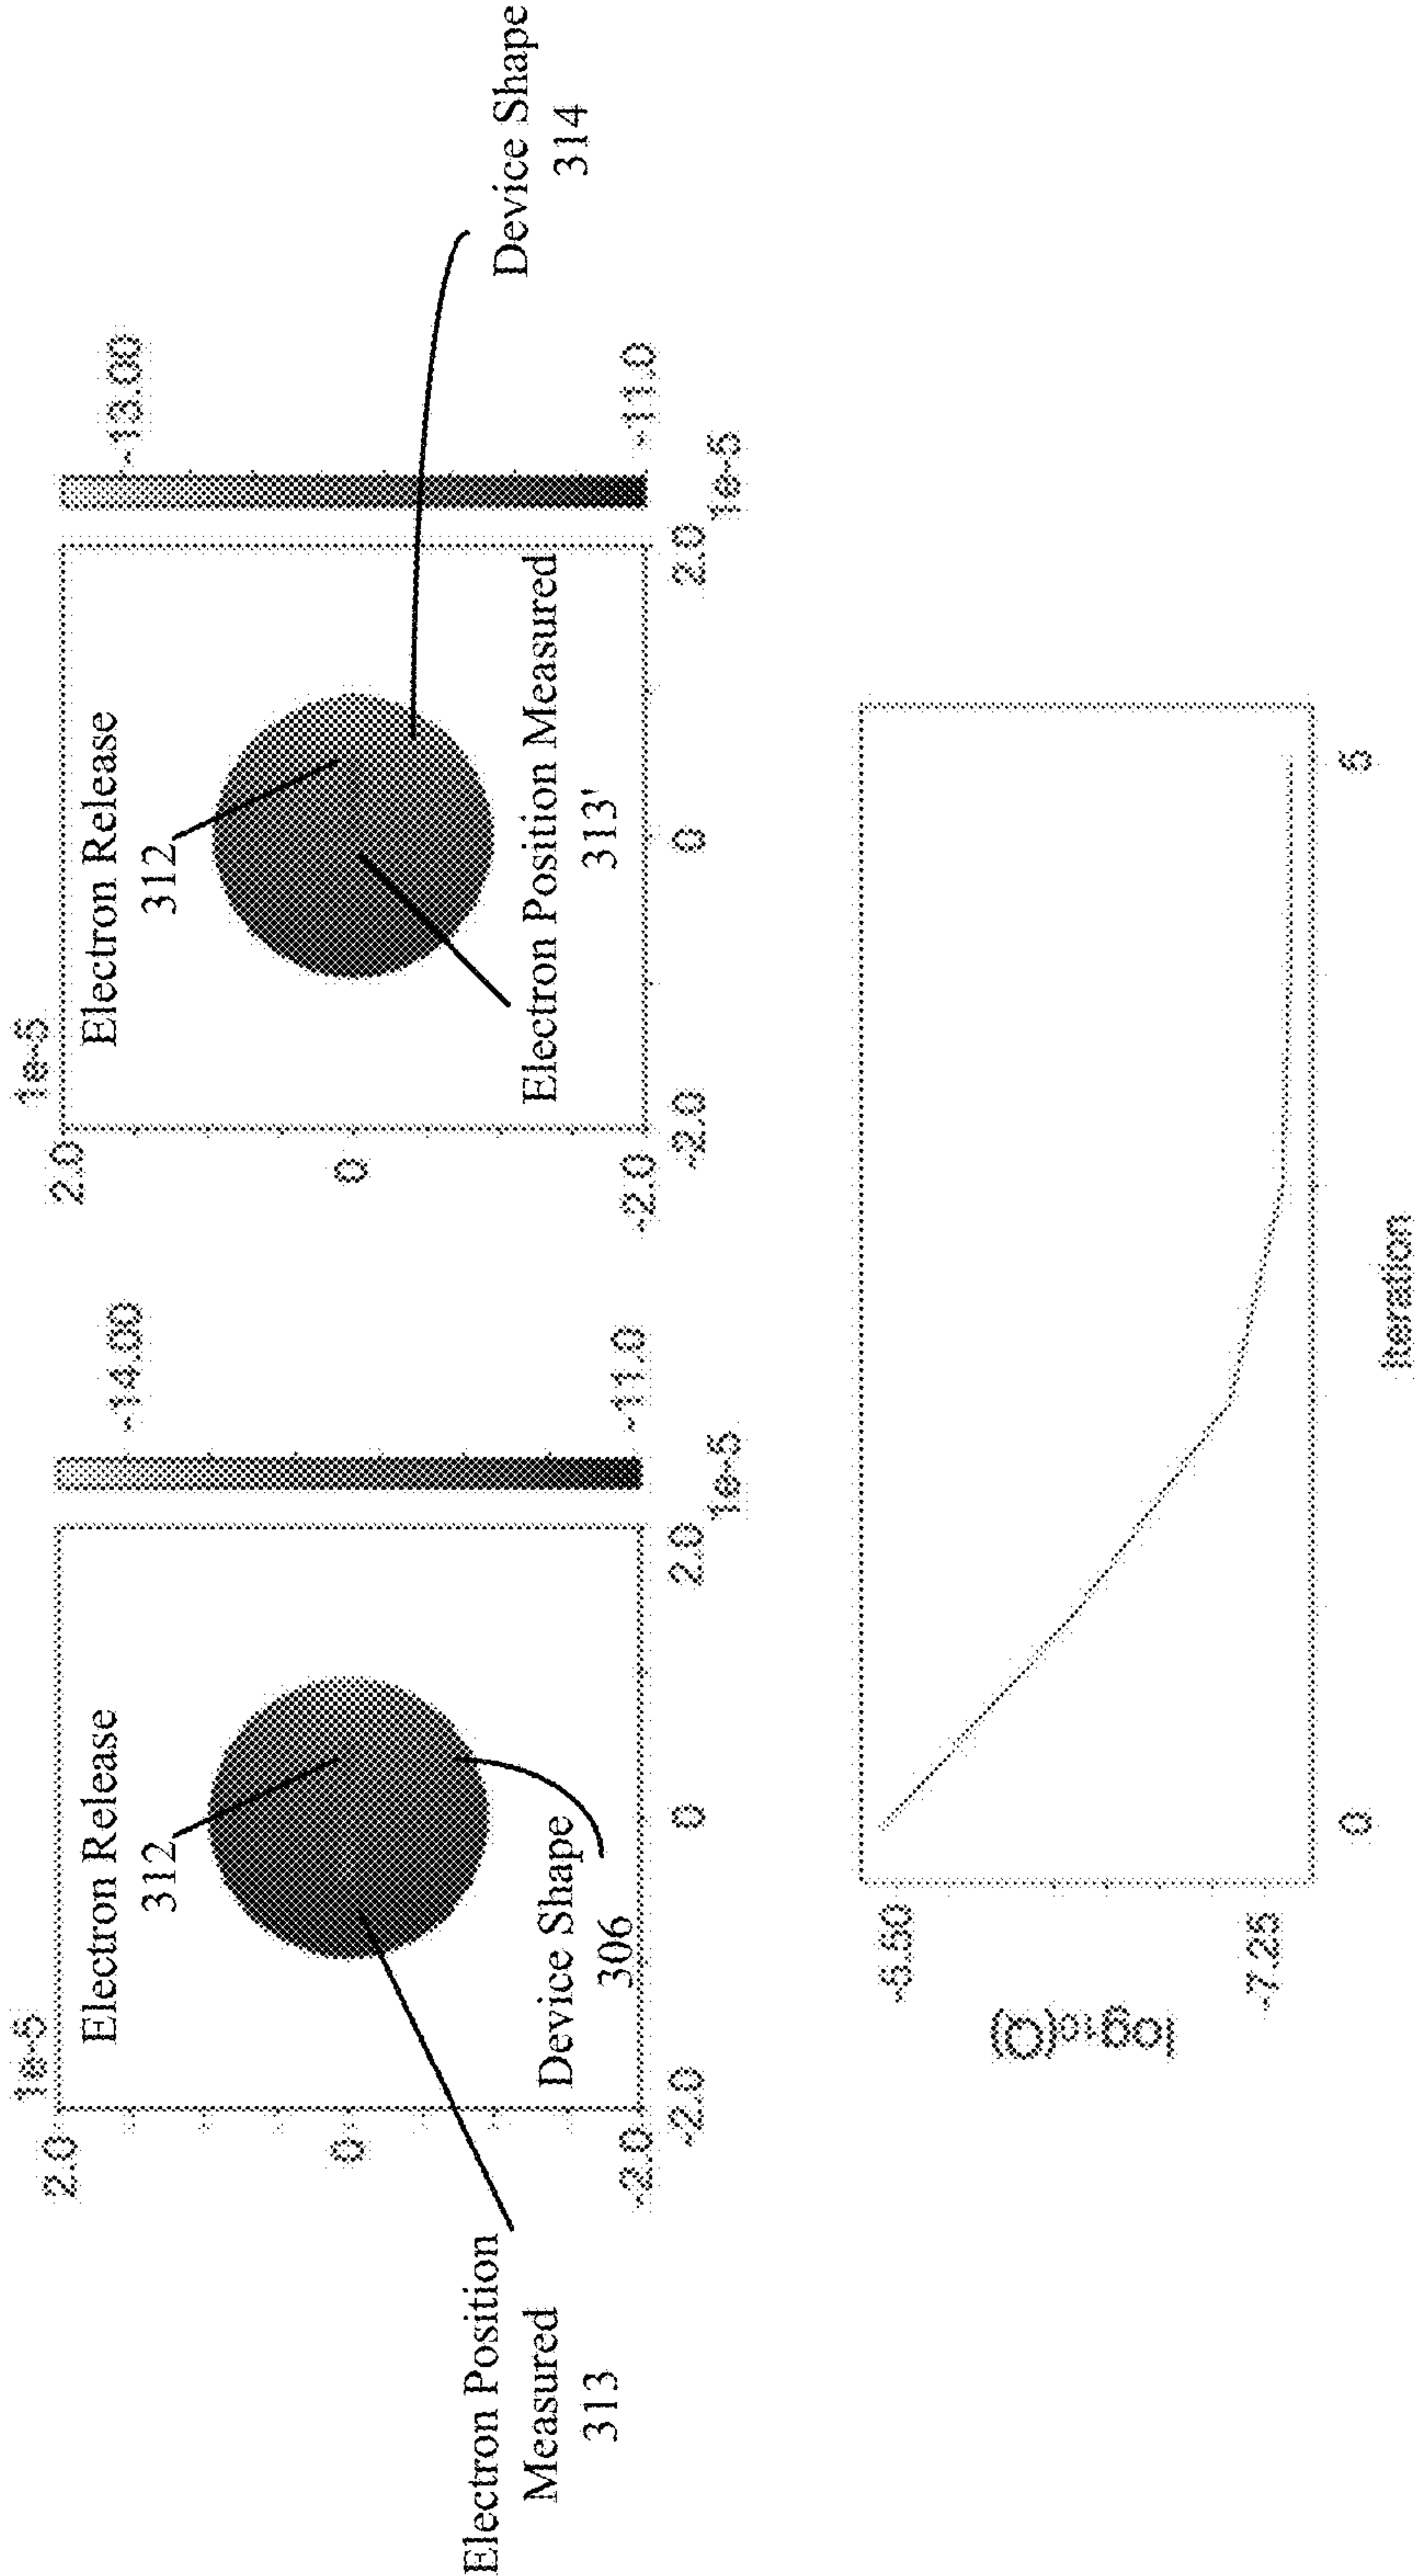 1e-5
2.0
0
-2.0
-2.0
0
2.0
1e-5
Electron Release
312
Electron Position
Measured
313
Device Shape
306
-14.00
-11.0
1e-5
2.0
0
-2.0
-2.0
0
2.0
1e-5
Electron Release
312
Electron Position Measured
313'
-13.00
-11.0
Device Shape
314
-5.50
-7.25
log10(O)
0
5
Iteration